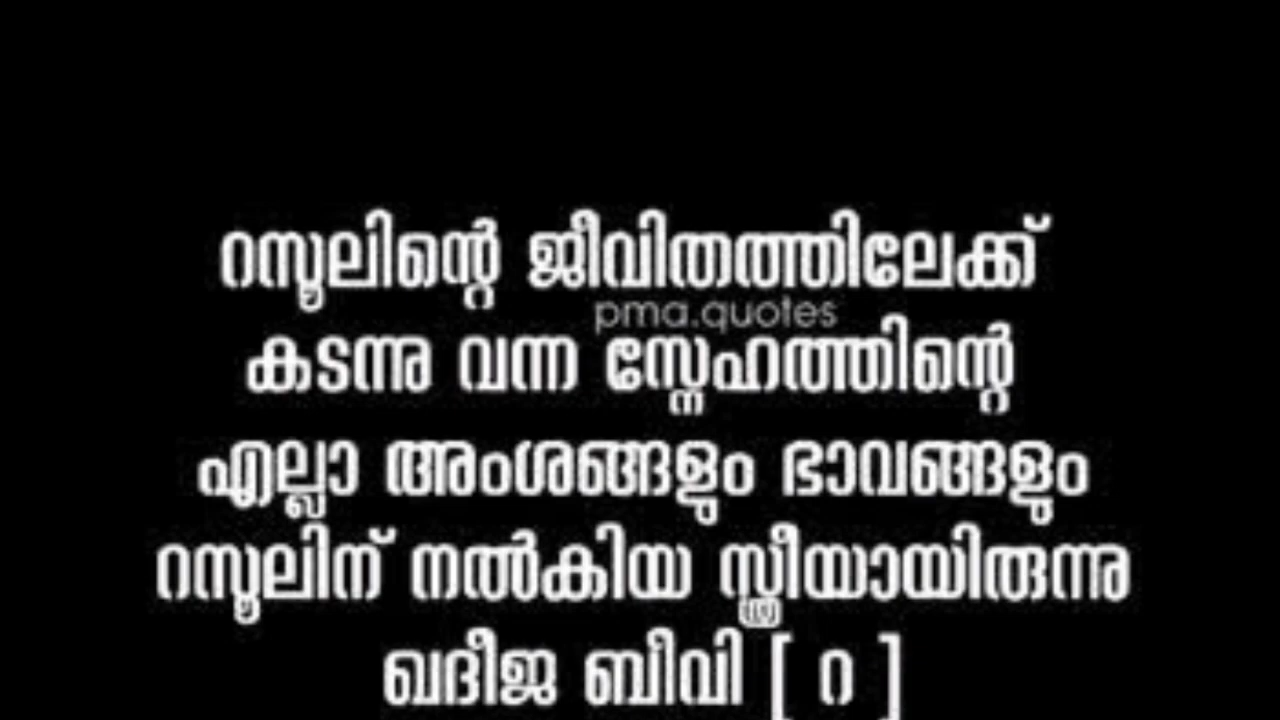 റസൂലിന്റെ ജീവിതത്തിലേക്ക്
pma.quotes
കടന്നു വന്ന സ്നേഹത്തിന്റെ
എല്ലാ അംശങ്ങളും ഭാവങ്ങളും
റസൂലിന് നൽകിയ സ്ത്രീയായിരുന്നു
ഖദീജ ബീവി [ റ ]